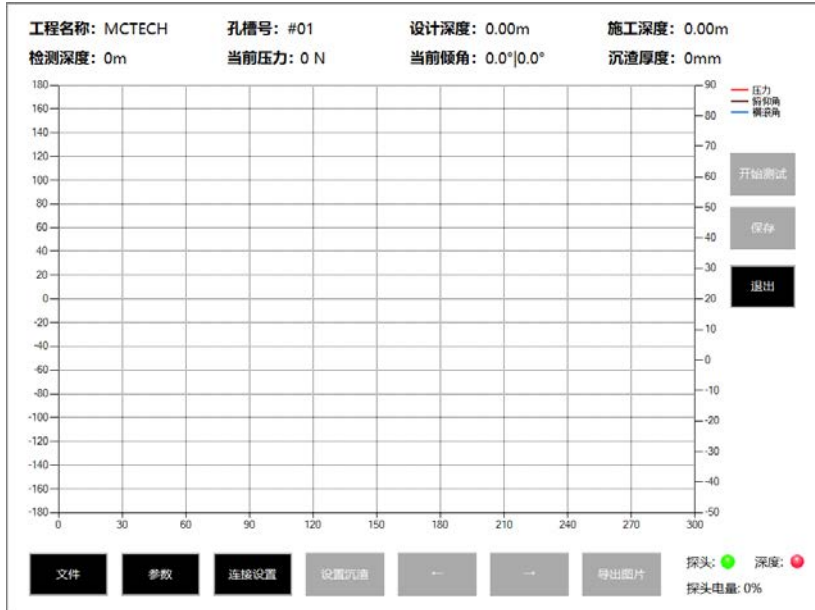 工程名称: MCTECH 孔槽号: #01 设计深度: 0.00m 施工深度: 0.00m
检测深度: 0m 当前压力: 0 N 当前倾角: 0.0°|0.0° 沉渣厚度: 0mm
180 90
160 80
140 70
120 60
100 50
80 40
60 30
40 20
20 10
0 0
-20 -10
-40 -20
-60 -30
-80 -40
-100 -50
-120
-140
-160
-180
0 30 60 90 120 150 180 210 240 270 300
压力
俯仰角
横滚角
开始测试
保存
退出
文件 参数 连接设置 设置沉渣 ← → 导出图片
探头: 深度:
探头电量: 0%